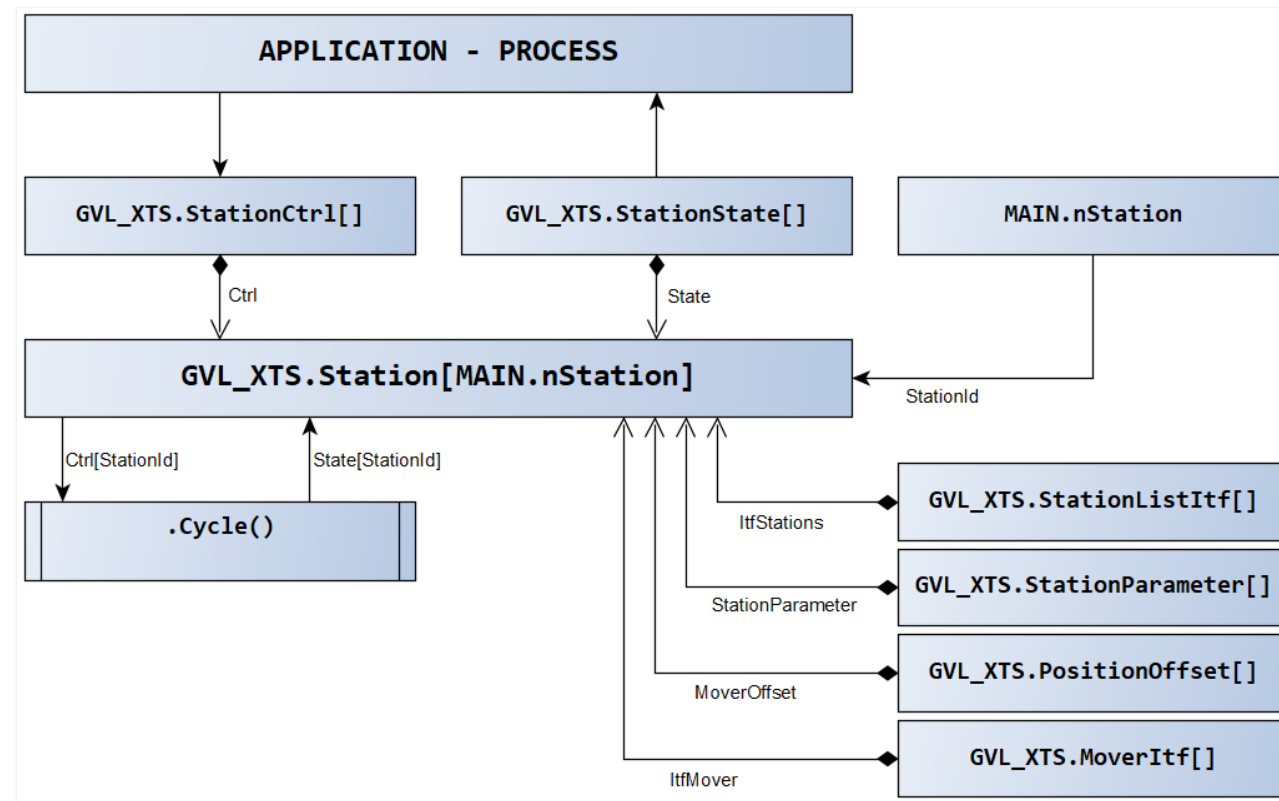 APPLICATION - PROCESS
GVL_XTS.StationCtrl[]
GVL_XTS.StationState[]
MAIN.nStation
Ctrl
State
GVL_XTS.Station[MAIN.nStation]
StationId
Ctrl[StationId]
State[StationId]
.Cycle()
GVL_XTS.StationListItf[]
ItfStations
GVL_XTS.StationParameter[]
StationParameter
GVL_XTS.PositionOffset[]
MoverOffset
GVL_XTS.MoverItf[]
ItfMover